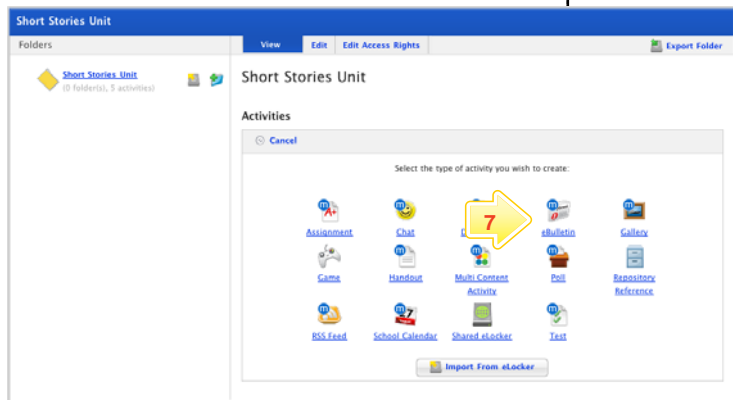 Short Stories Unit
Folders
View Edit Edit Access Rights Export Folder
Short Stories Unit
(0 folder(s), 5 activities)
Short Stories Unit
Activities
Cancel
Select the type of activity you wish to create:
7
Assignment Chat eBulletin Gallery
Game Handout Multi Content Activity Poll Repository Reference
RSS Feed School Calendar Shared eLocker Test
Import From eLocker